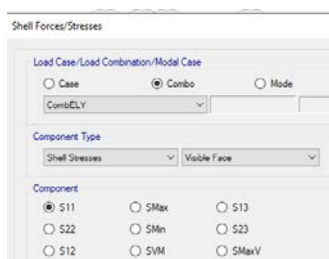 Shell Forces/Stresses
Load Case/Load Combination/Modal Case
Case Combo Mode
CombELY
Component Type
Shell Stresses Visible Face
Component
S11 SMax S13
S22 SMin S23
S12 SVM SMaxV